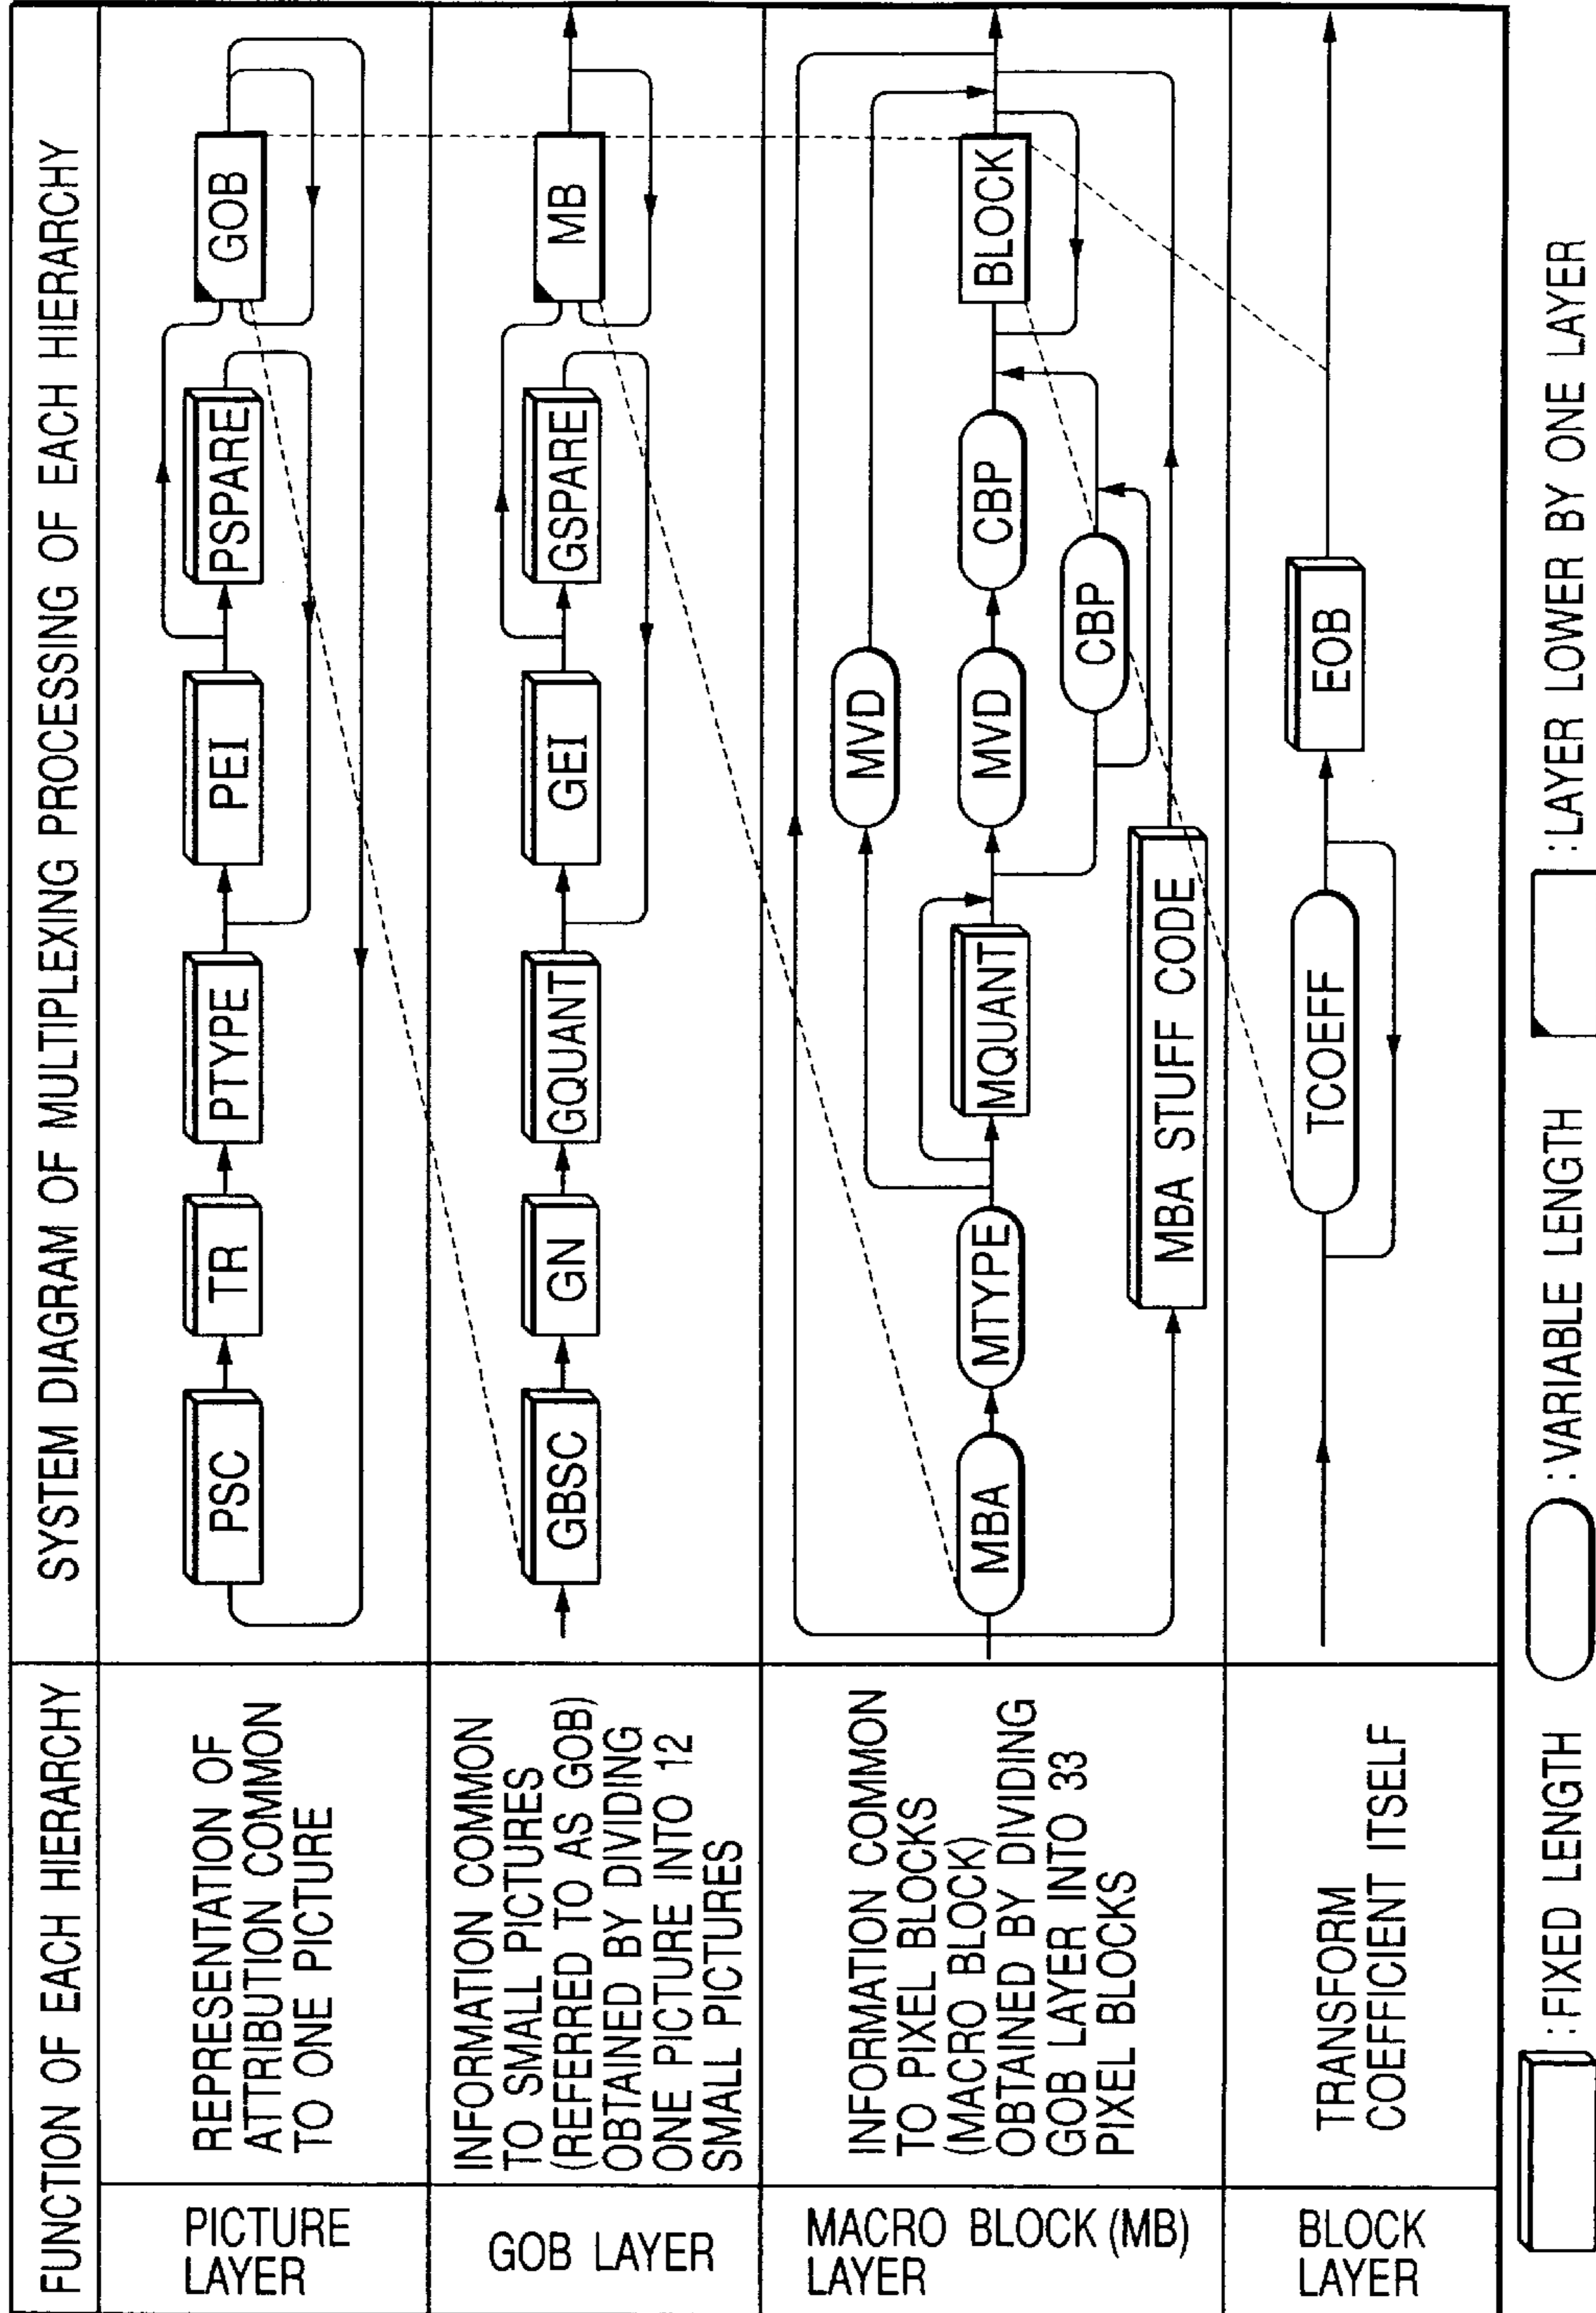 FUNCTION OF EACH HIERARCHY
SYSTEM DIAGRAM OF MULTIPLEXING PROCESSING OF EACH HIERARCHY
PICTURE
LAYER
REPRESENTATION OF
ATTRIBUTION COMMON
TO ONE PICTURE
PSC
TR
PTYPE
PEI
PSPARE
GOB
GOB LAYER
INFORMATION COMMON
TO SMALL PICTURES
(REFERRED TO AS GOB)
OBTAINED BY DIVIDING
ONE PICTURE INTO 12
SMALL PICTURES
GBSC
GN
GQUANT
GEI
GSPARE
MB
MACRO BLOCK (MB)
LAYER
INFORMATION COMMON
TO PIXEL BLOCKS
(MACRO BLOCK)
OBTAINED BY DIVIDING
GOB LAYER INTO 33
PIXEL BLOCKS
MVD
MBA
MTYPE
MQUANT
MVD
CBP
BLOCK
CBP
MBA STUFF CODE
BLOCK
LAYER
TRANSFORM
COEFFICIENT ITSELF
TCOEFF
EOB
:FIXED LENGTH
:VARIABLE LENGTH
:LAYER LOWER BY ONE LAYER